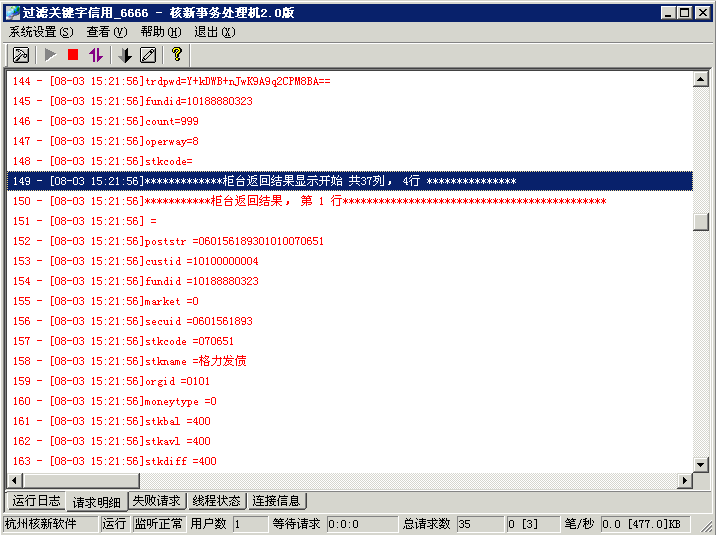 过滤关键字信用_6666 - 核新事务处理机2.0版
系统设置(S) 查看(V) 帮助(H) 退出(X)
144 - [08-03 15:21:56]trdpwd=Y+kDWB+nJwK9A9q2CPM8BA==
145 - [08-03 15:21:56]fundid=10188880323
146 - [08-03 15:21:56]count=999
147 - [08-03 15:21:56]operway=8
148 - [08-03 15:21:56]stkcode=
149 - [08-03 15:21:56]*************柜台返回结果显示开始 共37列， 4行 ***************
150 - [08-03 15:21:56]***********柜台返回结果， 第 1 行********************************************
151 - [08-03 15:21:56] =
152 - [08-03 15:21:56]poststr =060156189301010070651
153 - [08-03 15:21:56]custid =10100000004
154 - [08-03 15:21:56]fundid =10188880323
155 - [08-03 15:21:56]market =0
156 - [08-03 15:21:56]secuid =0601561893
157 - [08-03 15:21:56]stkcode =070651
158 - [08-03 15:21:56]stkname =格力发债
159 - [08-03 15:21:56]orgid =0101
160 - [08-03 15:21:56]moneytype =0
161 - [08-03 15:21:56]stkbal =400
162 - [08-03 15:21:56]stkavl =400
163 - [08-03 15:21:56]stkdiff =400
运行日志 请求明细 失败请求 线程状态 连接信息
杭州核新软件 运行 监听正常 用户数 1 等待请求 0:0:0 总请求数 35 0 [3] 笔/秒 0.0 [477.0]KB